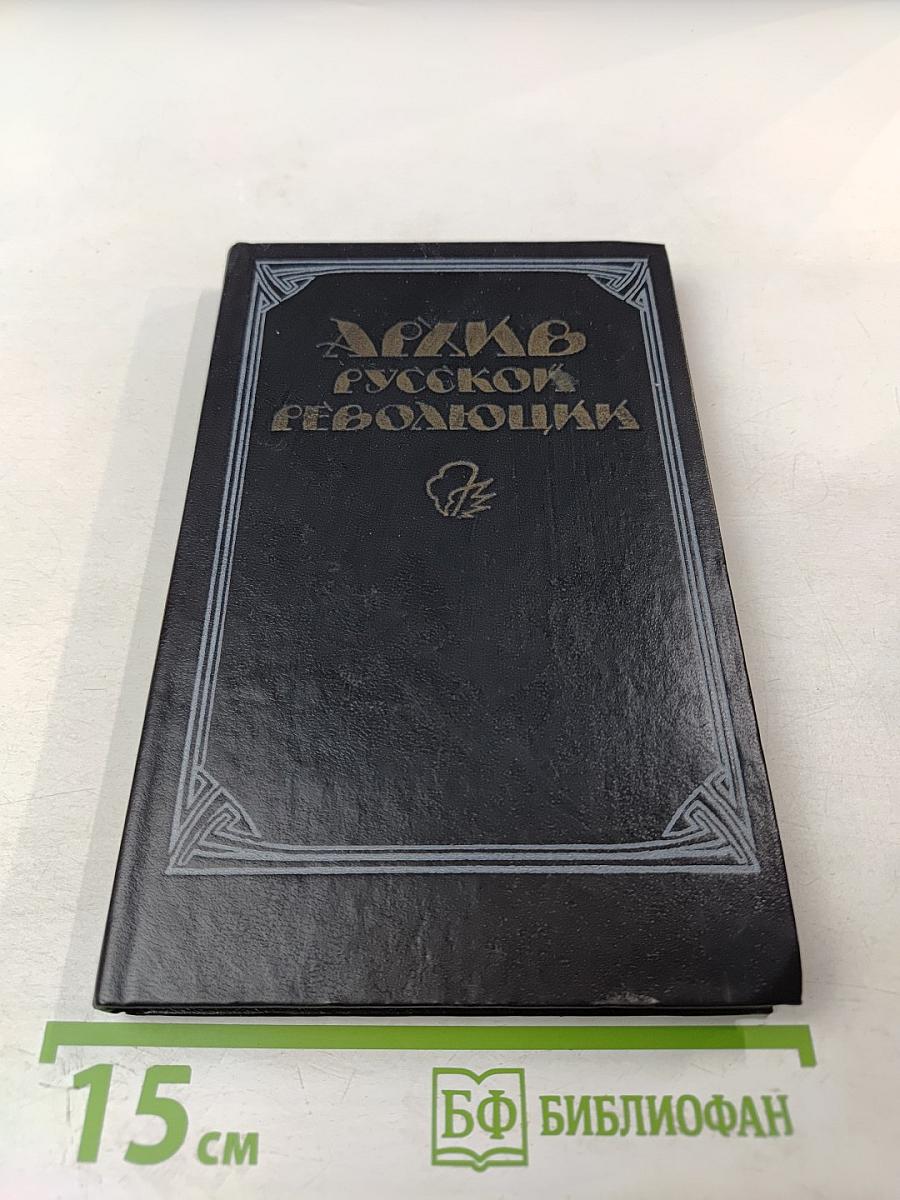 АРХИВ
РУССКОЙ
РЕВОЛЮЦИИ
15 см
БФ БИБЛИОФАН